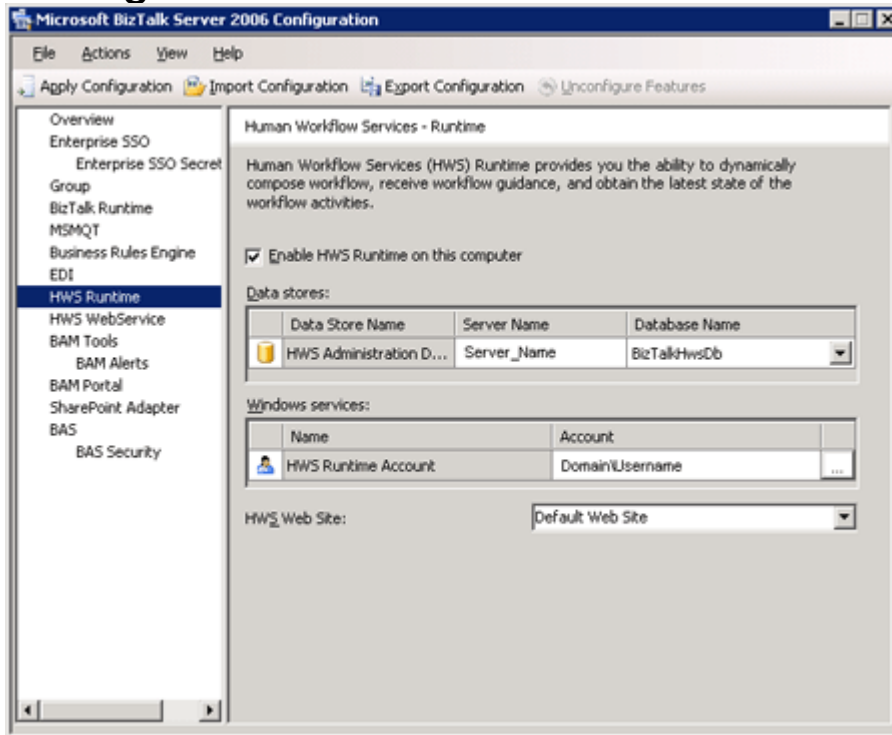 Microsoft BizTalk Server 2006 Configuration
File Actions View Help
Apply Configuration Import Configuration Export Configuration Unconfigure Features
Overview
Enterprise SSO
Enterprise SSO Secret
Group
BizTalk Runtime
MSMQT
Business Rules Engine
EDI
HWS Runtime
HWS WebService
BAM Tools
BAM Alerts
BAM Portal
SharePoint Adapter
BAS
BAS Security
Human Workflow Services - Runtime
Human Workflow Services (HWS) Runtime provides you the ability to dynamically
compose workflow, receive workflow guidance, and obtain the latest state of the
workflow activities.
Enable HWS Runtime on this computer
Data stores:
Data Store Name Server Name Database Name
HWS Administration D... Server_Name BizTalkHwsDb
Windows services:
Name Account
HWS Runtime Account Domain\Username ...
HWS Web Site: Default Web Site